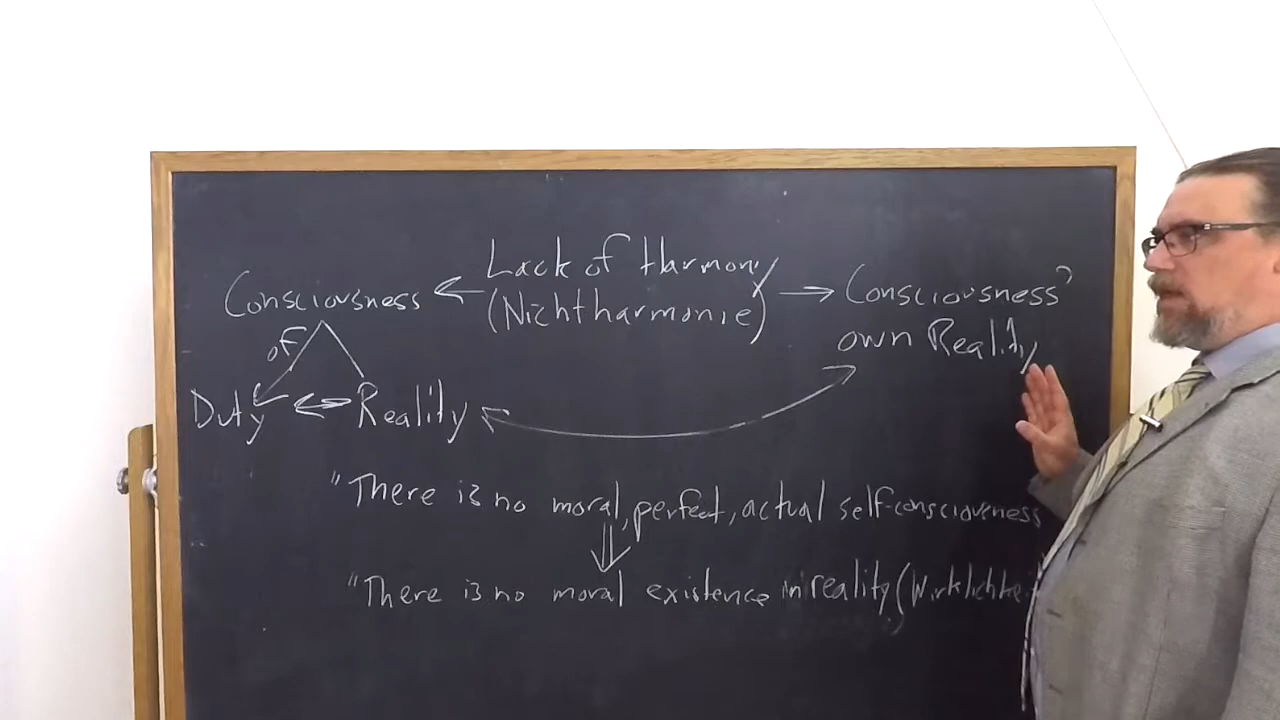 Lack of Harmony
Consciousness ← (Nichtharmonie) → Consciousness'
own Reality
of
Duty ↔ Reality
"There is no moral, perfect, actual self-consciousness
⇓
"There is no moral existence in reality (Wirklichkei